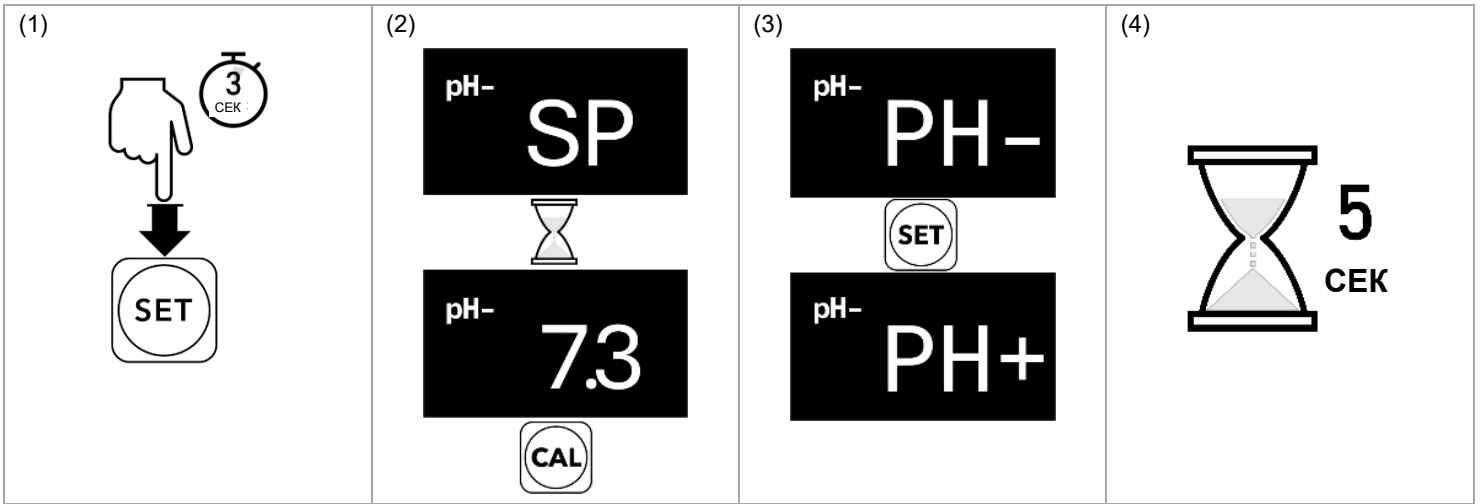 (1)
3
СЕК
SET
(2)
pH-
SP
pH-
7.3
CAL
(3)
pH-
PH-
SET
pH-
PH+
(4)
5
СЕК